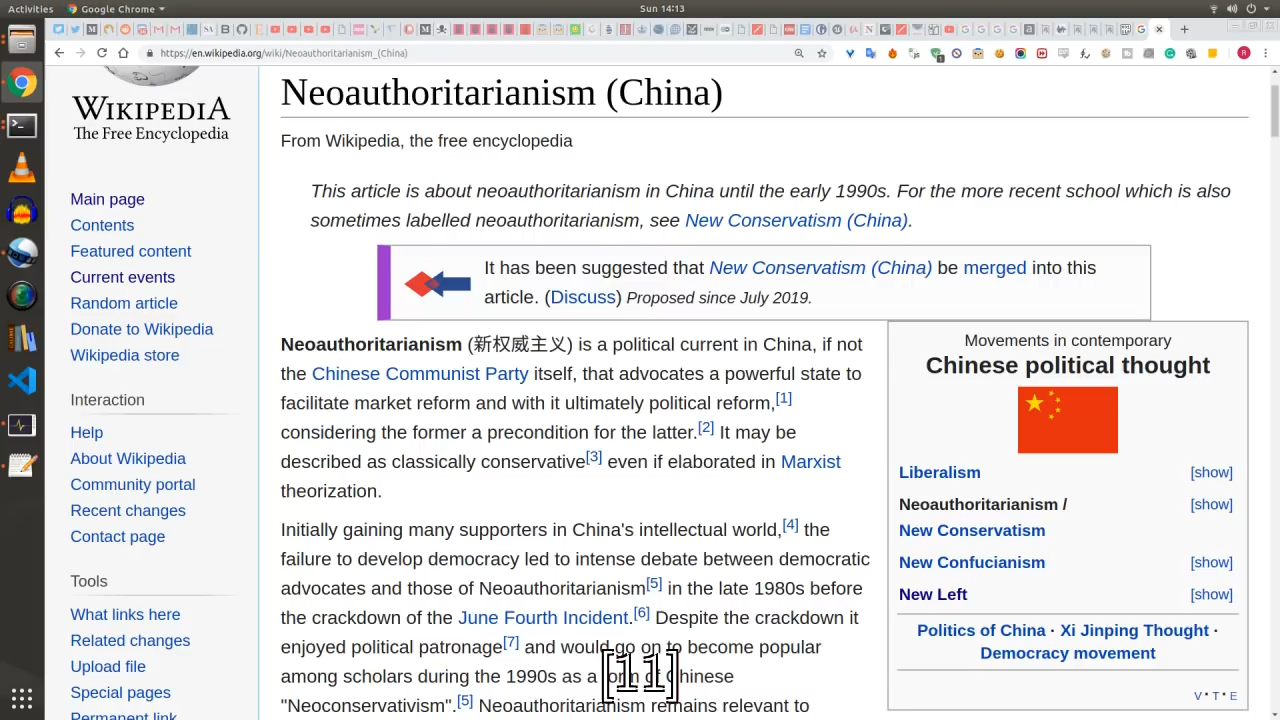 Activities
Google Chrome
Sun 14:13
https://en.wikipedia.org/wiki/Neoauthoritarianism_(China)
WIKIPEDIA
The Free Encyclopedia
Main page
Contents
Featured content
Current events
Random article
Donate to Wikipedia
Wikipedia store
Interaction
Help
About Wikipedia
Community portal
Recent changes
Contact page
Tools
What links here
Related changes
Upload file
Special pages
Permanent link
Neoauthoritarianism (China)
From Wikipedia, the free encyclopedia
This article is about neoauthoritarianism in China until the early 1990s. For the more recent school which is also
sometimes labelled neoauthoritarianism, see New Conservatism (China).
It has been suggested that New Conservatism (China) be merged into this
article. (Discuss) Proposed since July 2019.
Neoauthoritarianism (新权威主义) is a political current in China, if not
the Chinese Communist Party itself, that advocates a powerful state to
facilitate market reform and with it ultimately political reform,[1]
considering the former a precondition for the latter.[2] It may be
described as classically conservative[3] even if elaborated in Marxist
theorization.
Initially gaining many supporters in China's intellectual world,[4] the
failure to develop democracy led to intense debate between democratic
advocates and those of Neoauthoritarianism[5] in the late 1980s before
the crackdown of the June Fourth Incident.[6] Despite the crackdown it
enjoyed political patronage[7] and would go on to become popular
among scholars during the 1990s as a form of Chinese
"Neoconservativism".[5] Neoauthoritarianism remains relevant to
[11]
Movements in contemporary
Chinese political thought
Liberalism [show]
Neoauthoritarianism / [show]
New Conservatism
New Confucianism [show]
New Left [show]
Politics of China · Xi Jinping Thought ·
Democracy movement
V · T · E